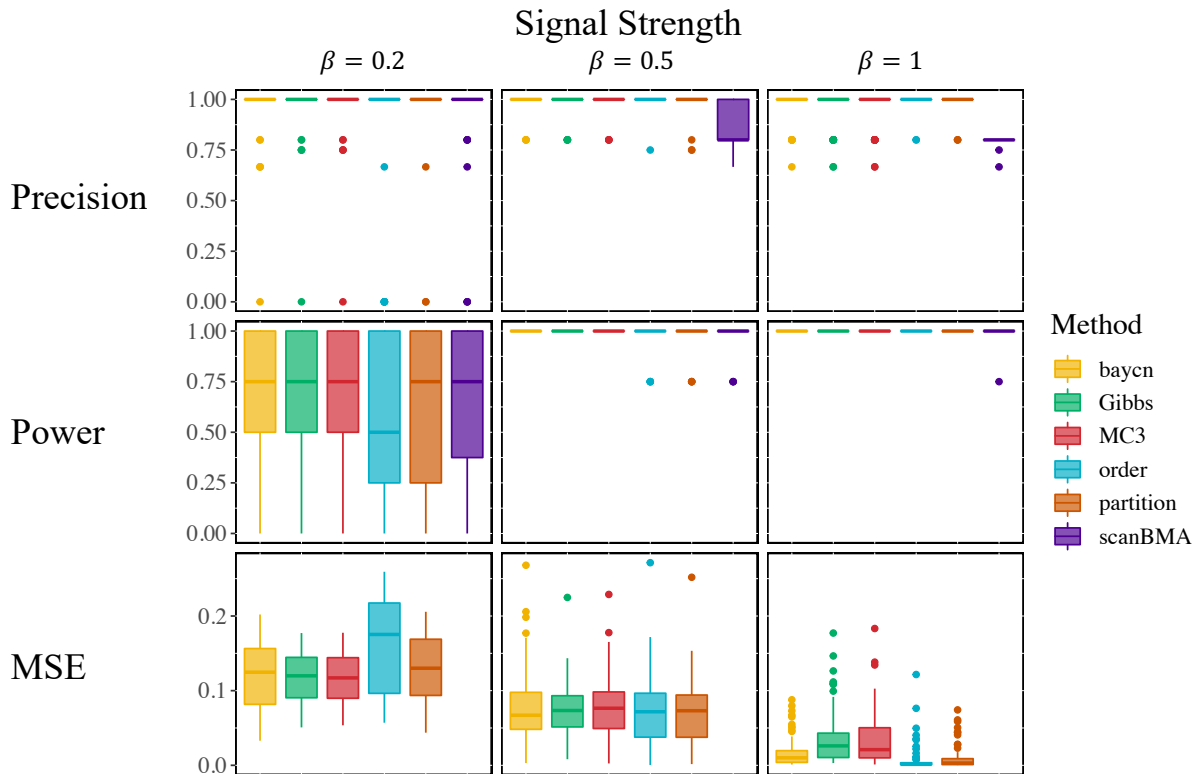 Signal Strength
β = 0.2
β = 0.5
β = 1
Precision
1.00
0.75
0.50
0.25
0.00
Power
1.00
0.75
0.50
0.25
0.00
MSE
0.2
0.1
0.0
Method
baycn
Gibbs
MC3
order
partition
scanBMA